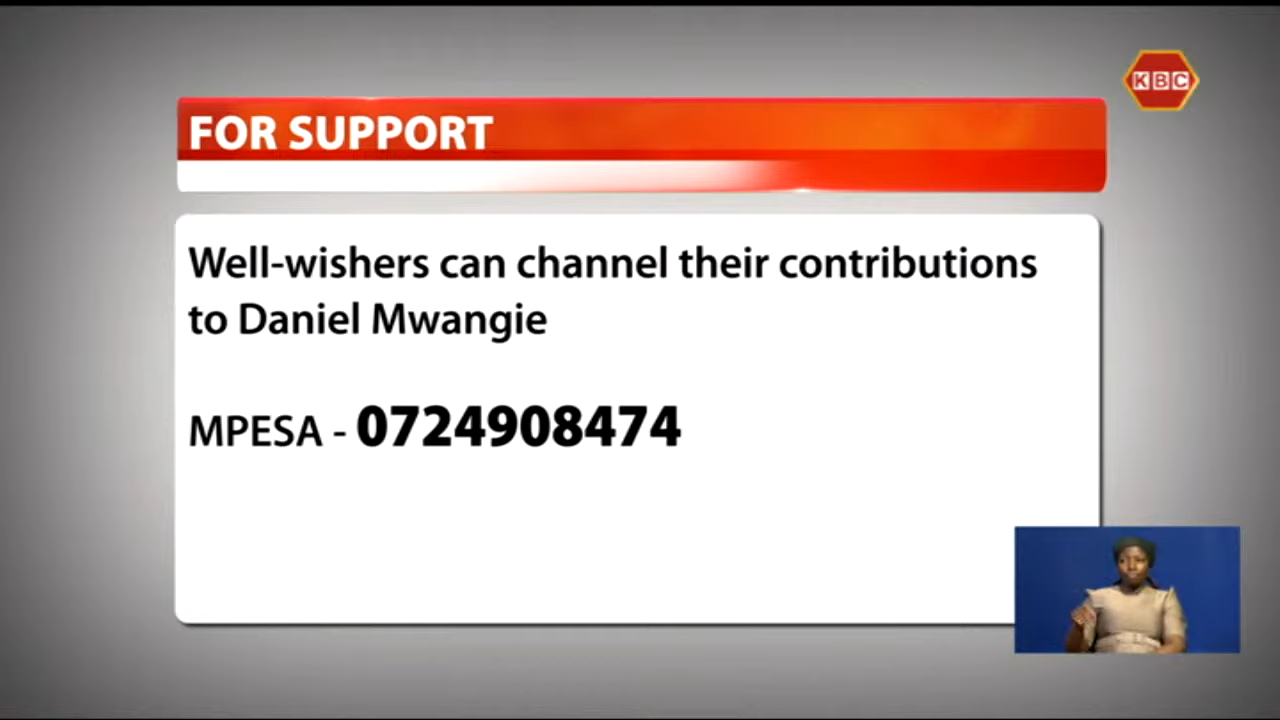 KBC
FOR SUPPORT
Well-wishers can channel their contributions
to Daniel Mwangie
MPESA - 0724908474